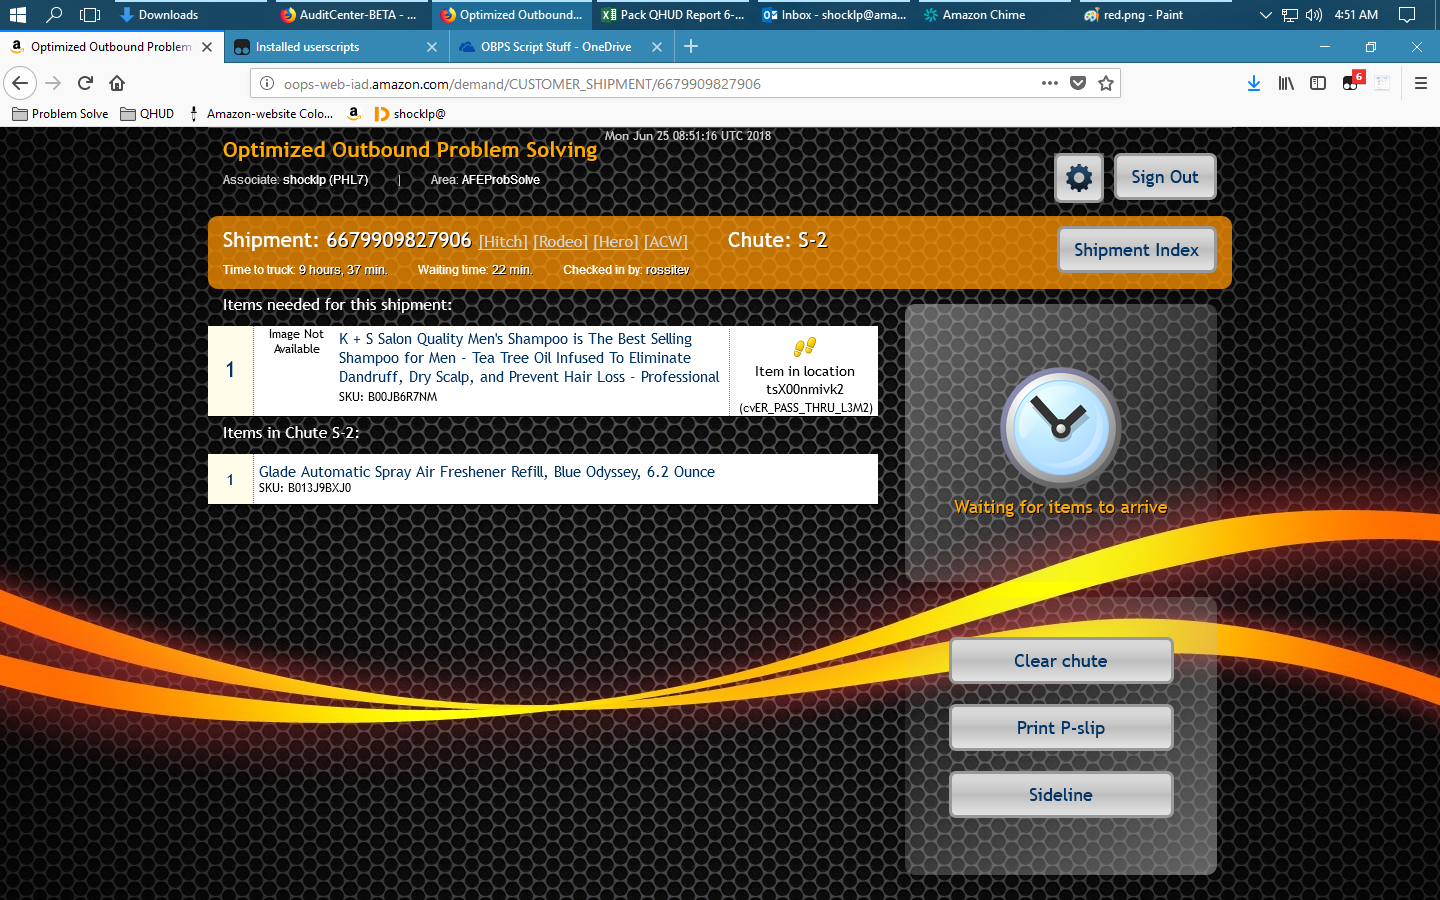 Downloads
AuditCenter-BETA - ...
Optimized Outbound...
Pack QHUD Report 6-...
Inbox - shocklp@ama...
Amazon Chime
red.png - Paint
4:51 AM
Optimized Outbound Problem
Installed userscripts
OBPS Script Stuff - OneDrive
oops-web-iad.amazon.com/demand/CUSTOMER_SHIPMENT/6679909827906
6
Problem Solve
QHUD
Amazon-website Colo...
shocklp@
Mon Jun 25 08:51:16 UTC 2018
Optimized Outbound Problem Solving
Associate: shocklp (PHL7) | Area: AFEProbSolve
Sign Out
Shipment: 6679909827906 [Hitch] [Rodeo] [Hero] [ACW] Chute: S-2
Shipment Index
Time to truck: 9 hours, 37 min. Waiting time: 22 min. Checked in by: rossitev
Items needed for this shipment:
1
Image Not
Available
K + S Salon Quality Men's Shampoo is The Best Selling
Shampoo for Men - Tea Tree Oil Infused To Eliminate
Dandruff, Dry Scalp, and Prevent Hair Loss - Professional
SKU: B00JB6R7NM
Item in location
tsX00nmivk2
(cvER_PASS_THRU_L3M2)
Items in Chute S-2:
1
Glade Automatic Spray Air Freshener Refill, Blue Odyssey, 6.2 Ounce
SKU: B013J9BXJ0
Waiting for items to arrive
Clear chute
Print P-slip
Sideline